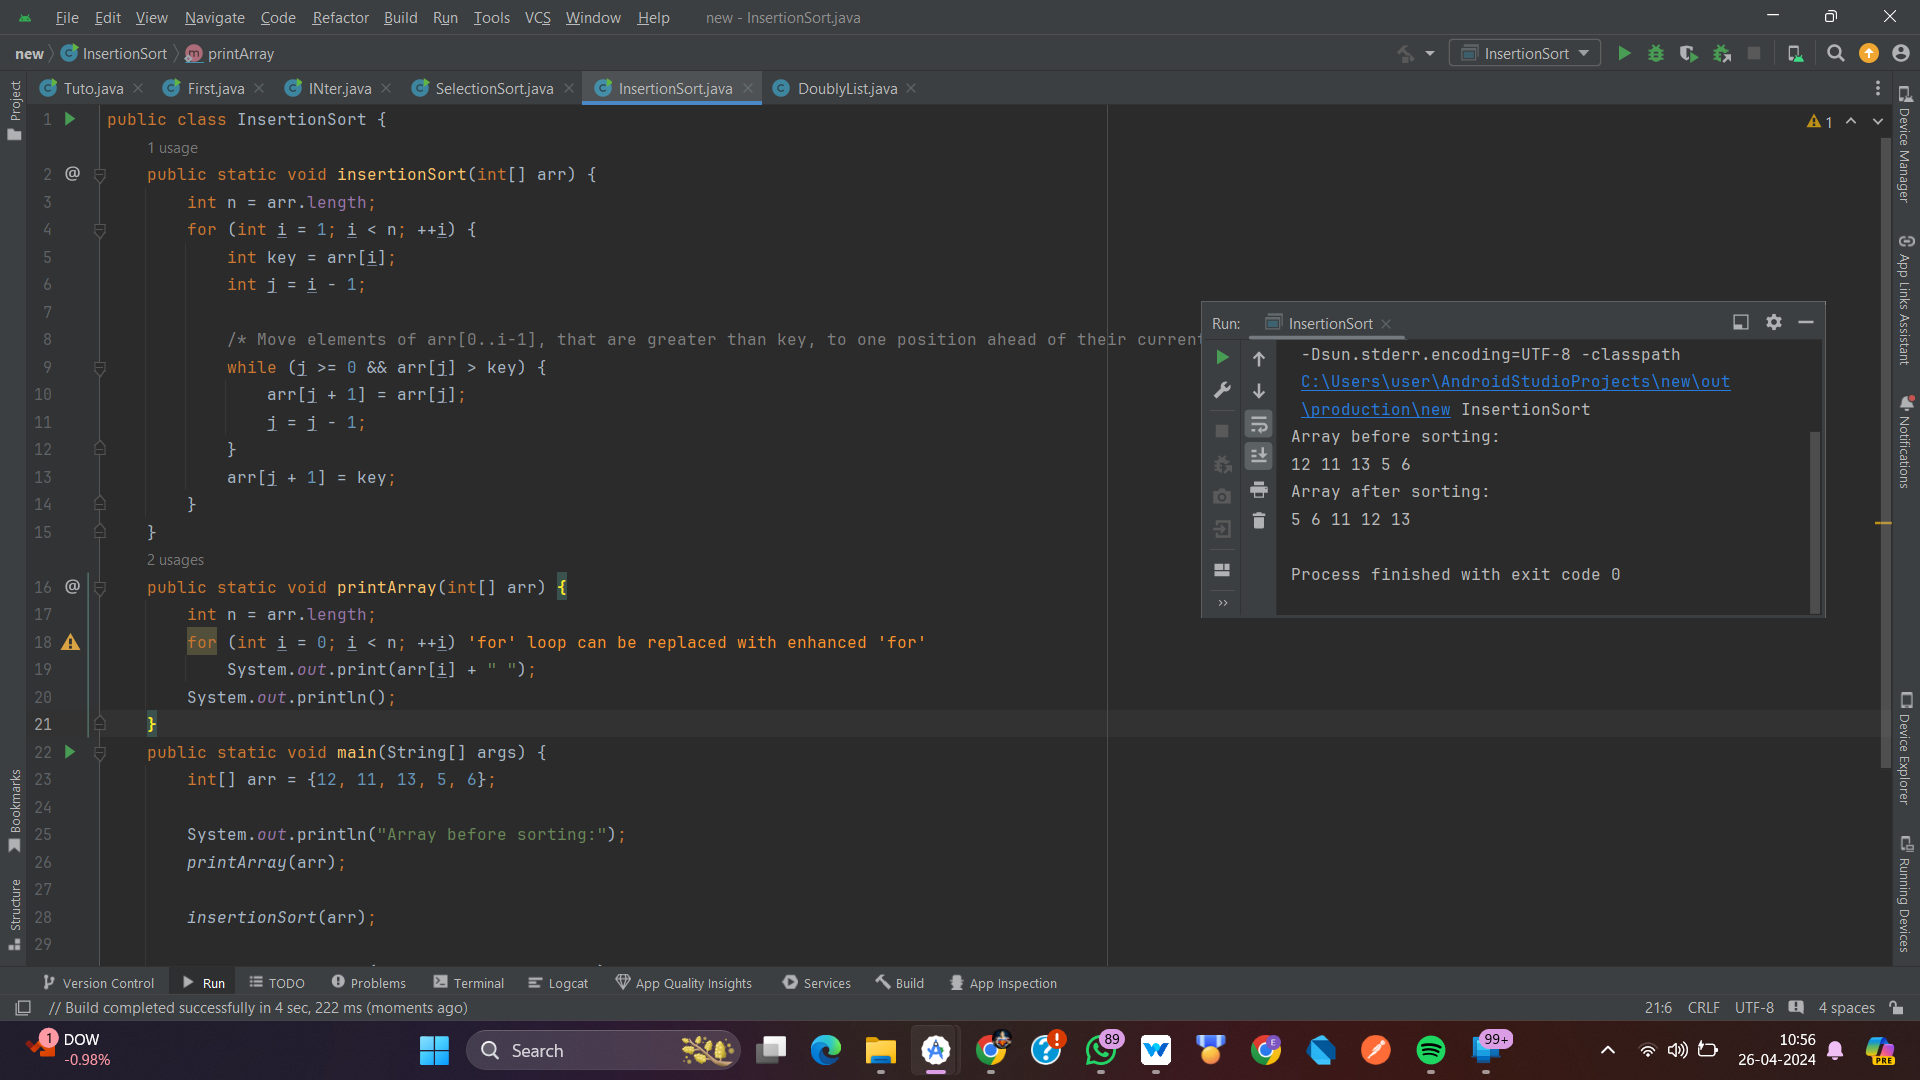 File Edit View Navigate Code Refactor Build Run Tools VCS Window Help new - InsertionSort.java
new InsertionSort printArray InsertionSort
Tuto.java First.java INter.java SelectionSort.java InsertionSort.java DoublyList.java
1 public class InsertionSort {
1 usage
2 @ public static void insertionSort(int[] arr) {
3 int n = arr.length;
4 for (int i = 1; i < n; ++i) {
5 int key = arr[i];
6 int j = i - 1;
7
8 /* Move elements of arr[0..i-1], that are greater than key, to one position ahead of their current
9 while (j >= 0 && arr[j] > key) {
10 arr[j + 1] = arr[j];
11 j = j - 1;
12 }
13 arr[j + 1] = key;
14 }
15 }
2 usages
16 @ public static void printArray(int[] arr) {
17 int n = arr.length;
18 for (int i = 0; i < n; ++i) 'for' loop can be replaced with enhanced 'for'
19 System.out.print(arr[i] + " ");
20 System.out.println();
21 }
22 public static void main(String[] args) {
23 int[] arr = {12, 11, 13, 5, 6};
24
25 System.out.println("Array before sorting:");
26 printArray(arr);
27
28 insertionSort(arr);
29
1
Run: InsertionSort
-Dsun.stderr.encoding=UTF-8 -classpath
C:\Users\user\AndroidStudioProjects\new\out
\production\new InsertionSort
Array before sorting:
12 11 13 5 6
Array after sorting:
5 6 11 12 13
Process finished with exit code 0
Project
Bookmarks
Structure
Device Manager
App Links Assistant
Notifications
Device Explorer
Running Devices
Version Control Run TODO Problems Terminal Logcat App Quality Insights Services Build App Inspection
// Build completed successfully in 4 sec, 222 ms (moments ago) 21:6 CRLF UTF-8 4 spaces
1 DOW
-0.98%
Search
89
E
99+
10:56
26-04-2024
PRE